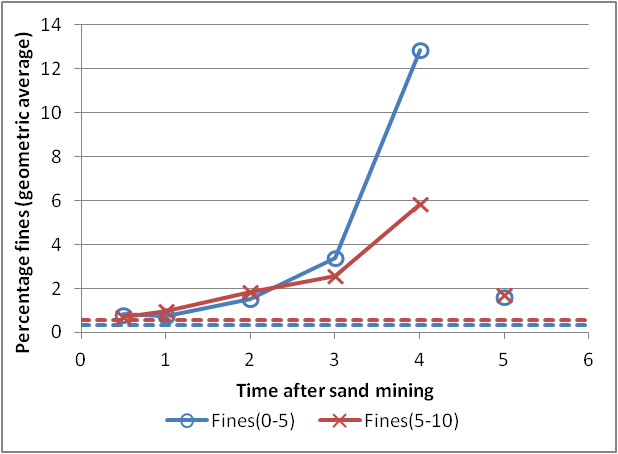 Percentage fines (geometric average)
14
12
10
8
6
4
2
0
0 1 2 3 4 5 6
Time after sand mining
Fines(0-5) Fines(5-10)